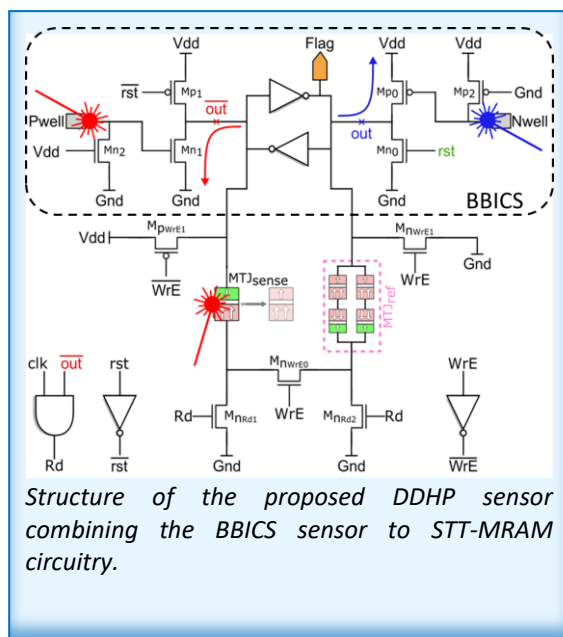 Flag
Vdd Vdd Vdd
rst Mp1 Mp0 Mp2 Gnd
Pwell out out Nwell
Vdd Mn2 Mn1 Mn0 rst
Gnd Gnd Gnd BBICS
MpWrE1 MnWrE1
Vdd
WrE WrE Gnd
MTJsense MTJref
clk out rst MnWrE0 WrE
Rd MnRd1 WrE MnRd2 Rd
Rd rst Gnd Gnd WrE
Structure of the proposed DDHP sensor
combining the BBICS sensor to STT-MRAM
circuitry.